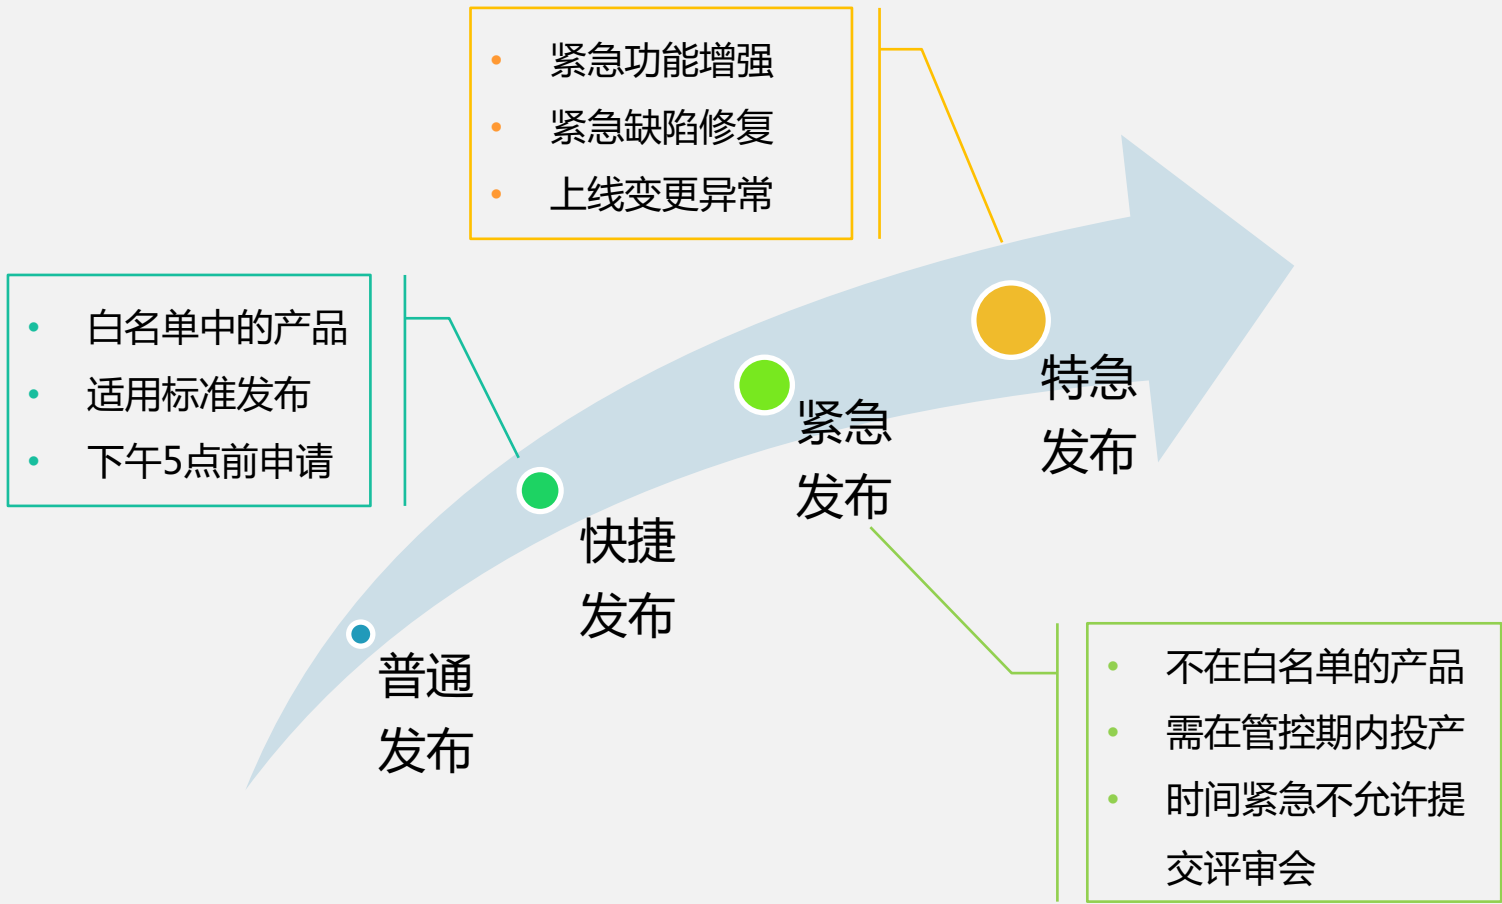 • 紧急功能增强
• 紧急缺陷修复
• 上线变更异常
• 白名单中的产品
• 适用标准发布
• 下午5点前申请
特急
发布
紧急
发布
快捷
发布
普通
发布
• 不在白名单的产品
• 需在管控期内投产
• 时间紧急不允许提
交评审会